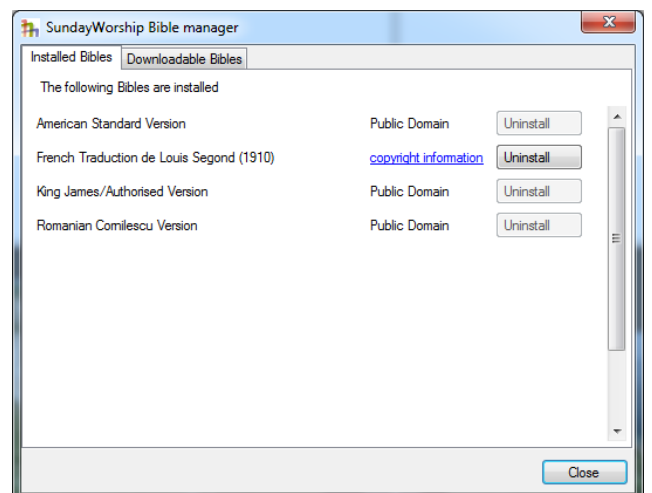 SundayWorship Bible manager
Installed Bibles Downloadable Bibles
The following Bibles are installed
American Standard Version Public Domain Uninstall
French Traduction de Louis Segond (1910) copyright information Uninstall
King James/Authorised Version Public Domain Uninstall
Romanian Cornilescu Version Public Domain Uninstall
Close